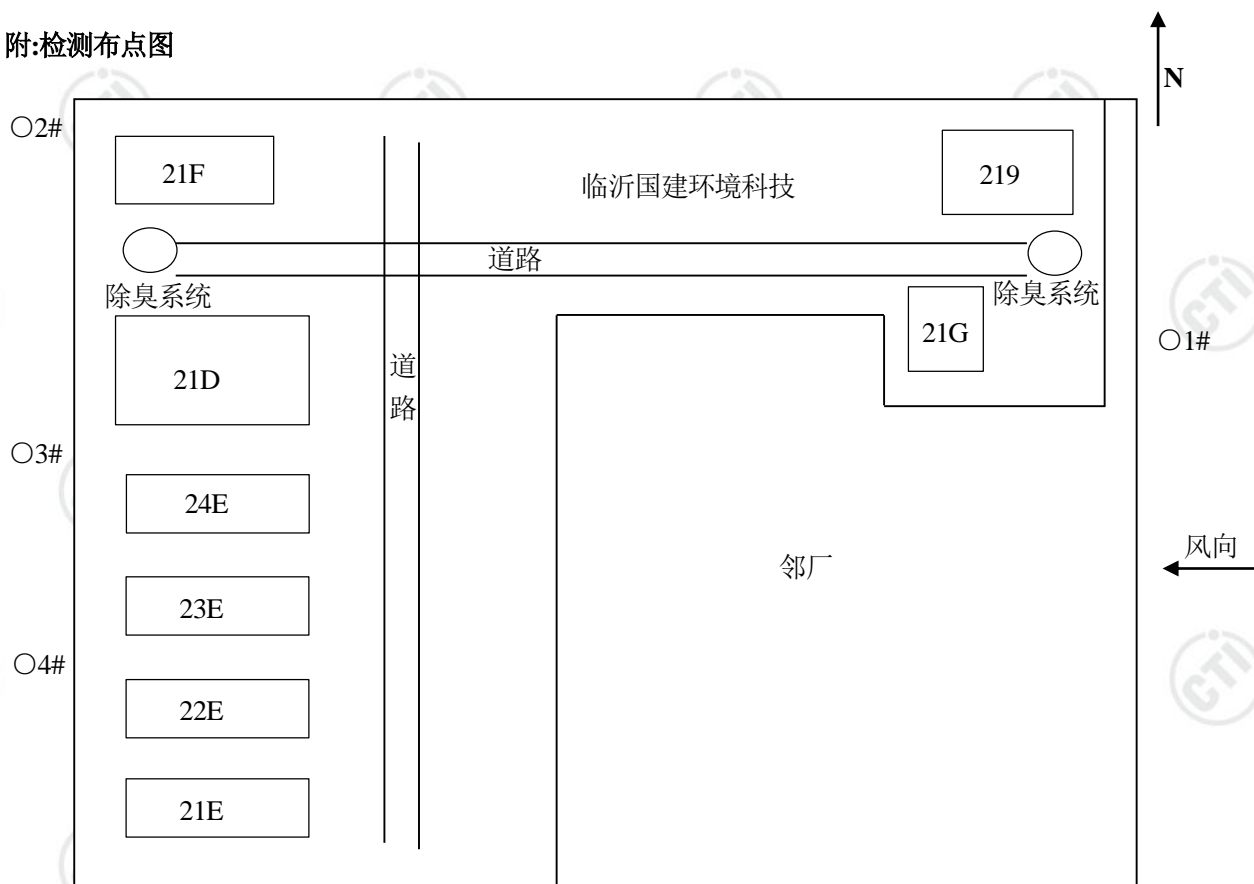 附:检测布点图
N
○2#
21F
临沂国建环境科技
219
道路
除臭系统
除臭系统
21G
○1#
21D
道
路
○3#
24E
风向
邻厂
23E
○4#
22E
21E
CTI
CTI